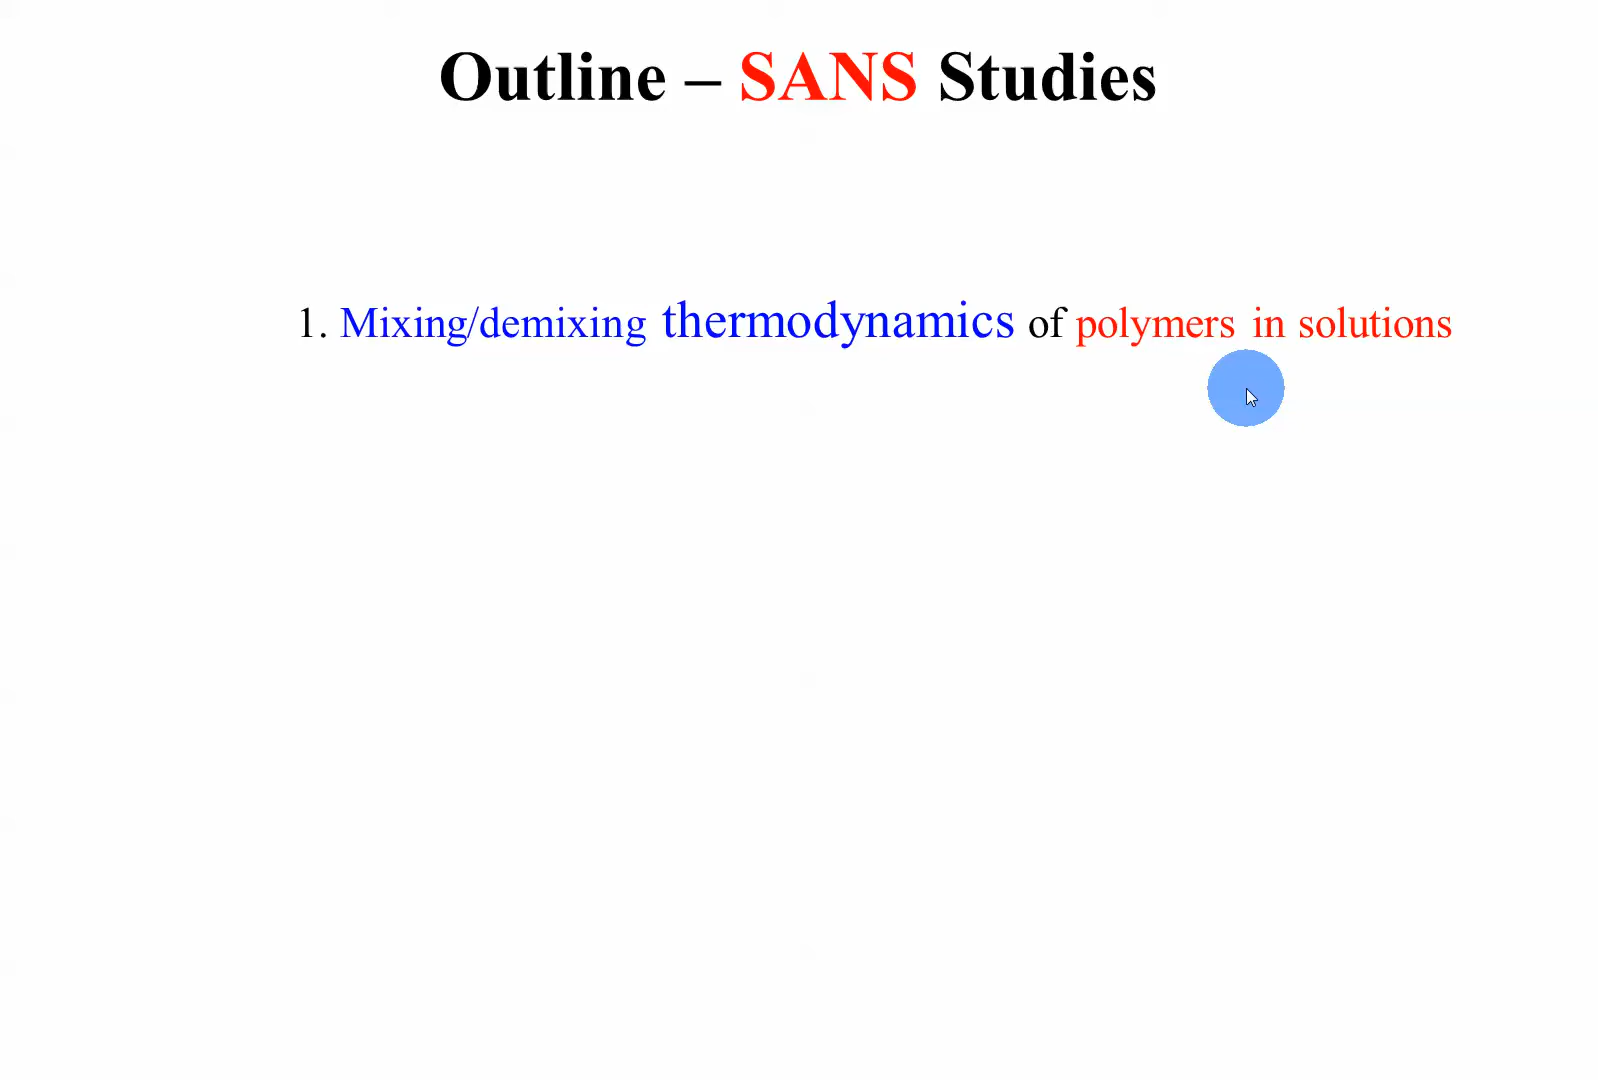 Outline – SANS Studies
1. Mixing/demixing thermodynamics of polymers in solutions